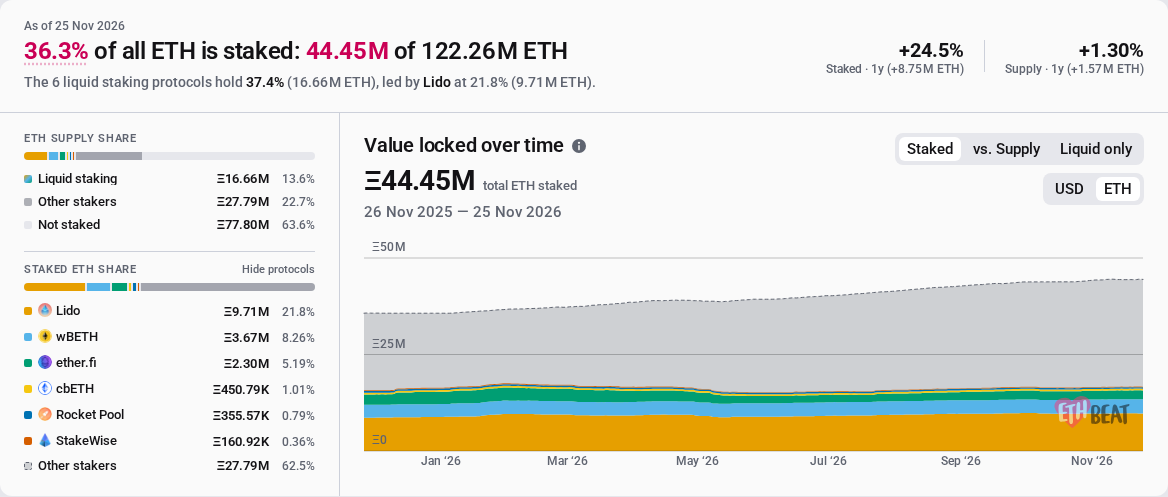 As of 25 Nov 2026
36.3% of all ETH is staked: 44.45M of 122.26M ETH
The 6 liquid staking protocols hold 37.4% (16.66M ETH), led by Lido at 21.8% (9.71M ETH).
+24.5%
Staked · 1y (+8.75M ETH)
+1.30%
Supply · 1y (+1.57M ETH)
ETH SUPPLY SHARE
Liquid staking Ξ16.66M 13.6%
Other stakers Ξ27.79M 22.7%
Not staked Ξ77.80M 63.6%
STAKED ETH SHARE Hide protocols
Lido Ξ9.71M 21.8%
wBETH Ξ3.67M 8.26%
ether.fi Ξ2.30M 5.19%
cbETH Ξ450.79K 1.01%
Rocket Pool Ξ355.57K 0.79%
StakeWise Ξ160.92K 0.36%
Other stakers Ξ27.79M 62.5%
Value locked over time
Staked vs. Supply Liquid only
Ξ44.45M total ETH staked
USD ETH
26 Nov 2025 — 25 Nov 2026
Ξ50M
Ξ25M
Ξ0
ETH BEAT
Jan ‘26 Mar ‘26 May ‘26 Jul ‘26 Sep ‘26 Nov ‘26